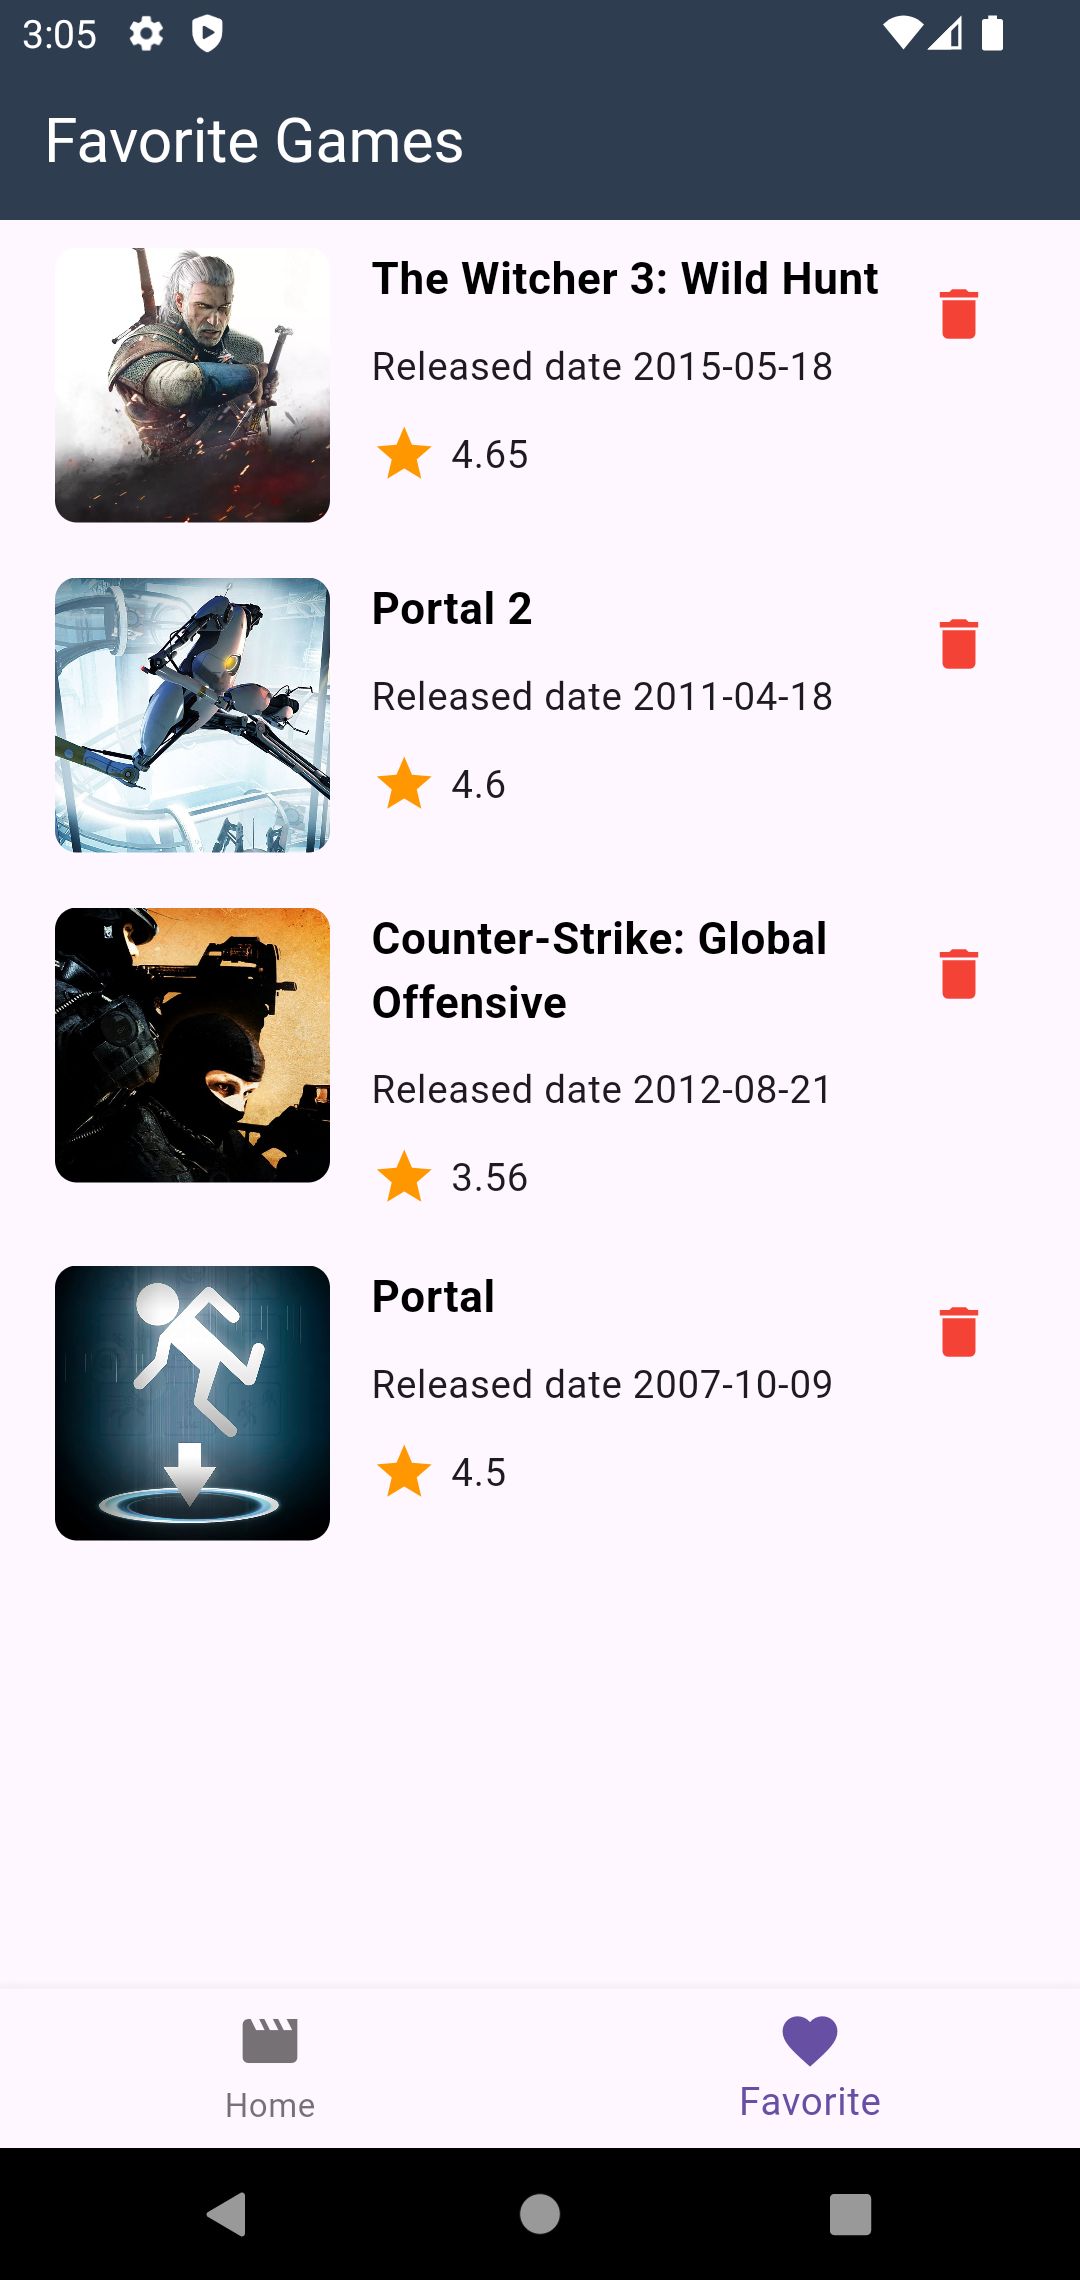 3:05
Favorite Games
The Witcher 3: Wild Hunt
Released date 2015-05-18
4.65
Portal 2
Released date 2011-04-18
4.6
Counter-Strike: Global
Offensive
Released date 2012-08-21
3.56
Portal
Released date 2007-10-09
4.5
Home
Favorite